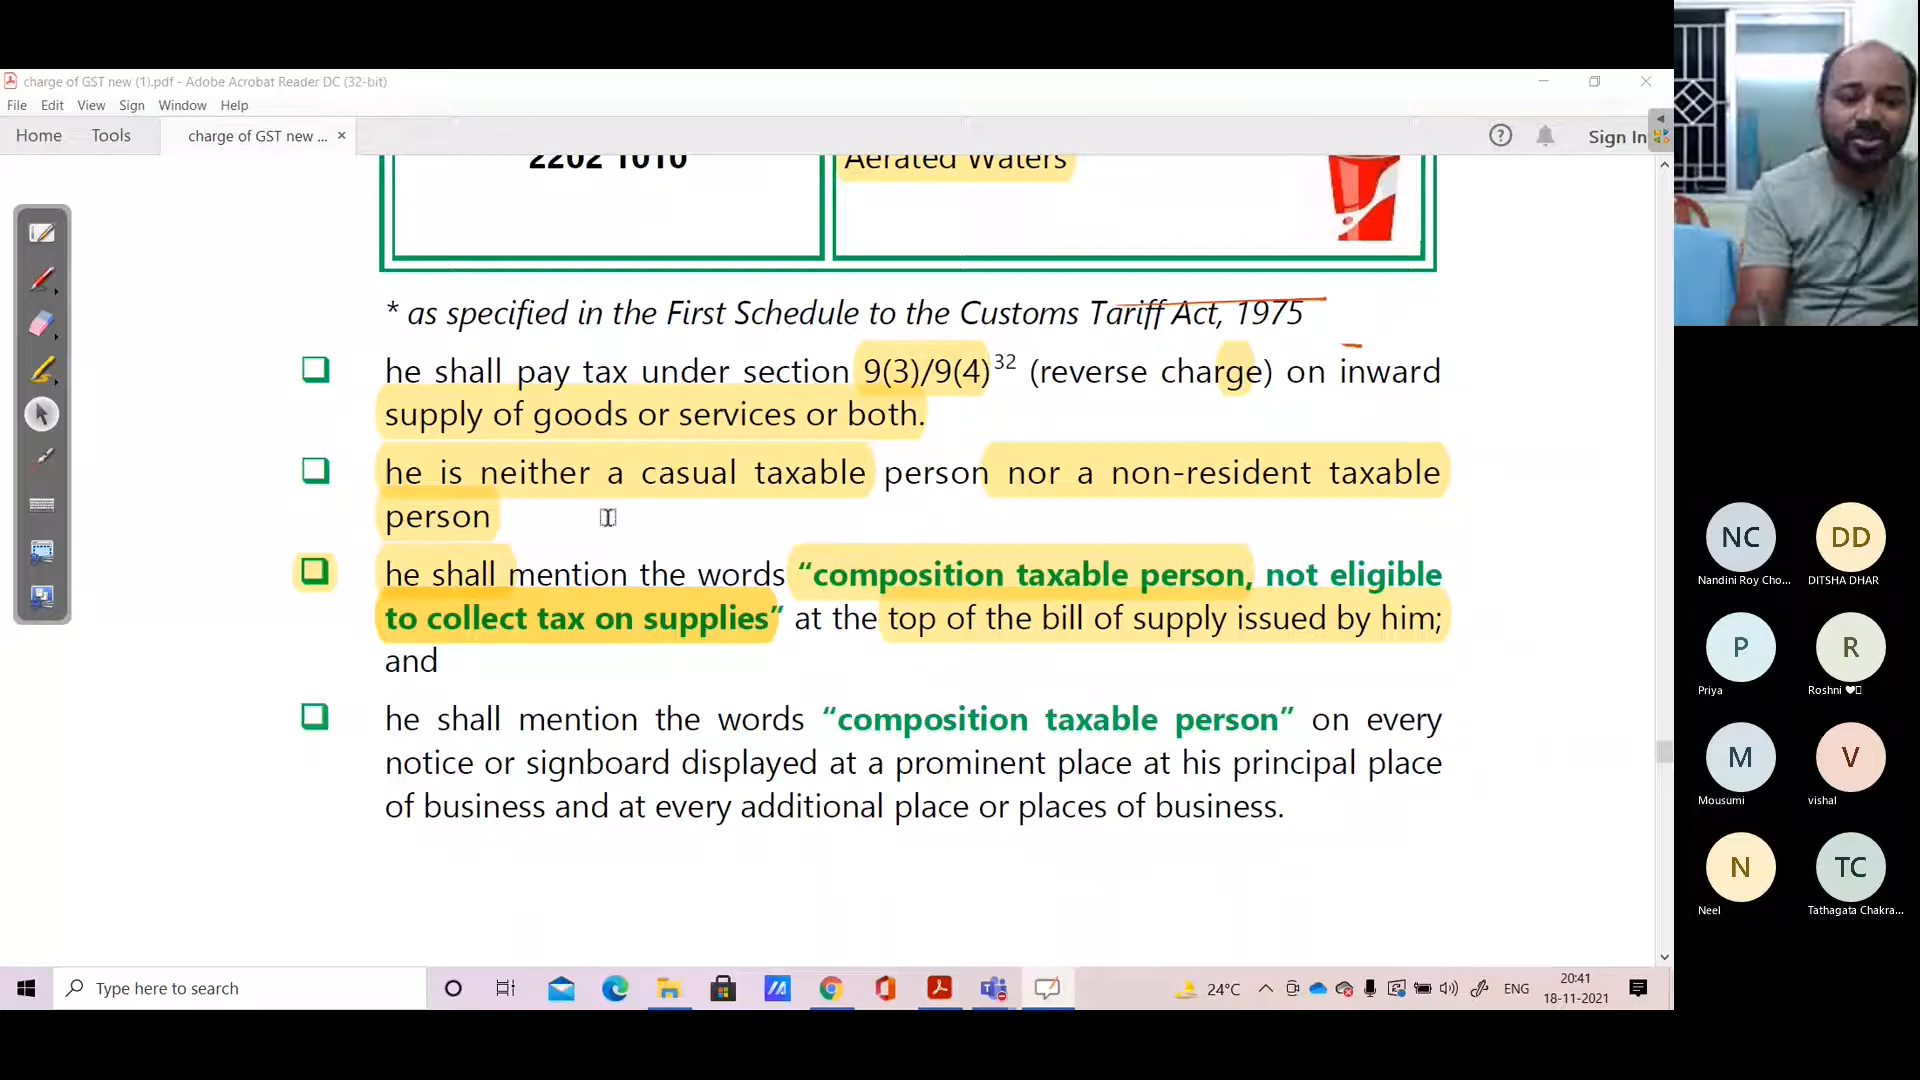 charge of GST new (1).pdf - Adobe Acrobat Reader DC (32-bit)
File Edit View Sign Window Help
Home Tools charge of GST new ... × Sign In
2202 1010 Aerated Waters
* as specified in the First Schedule to the Customs Tariff Act, 1975
he shall pay tax under section 9(3)/9(4)32 (reverse charge) on inward
supply of goods or services or both.
he is neither a casual taxable person nor a non-resident taxable
person
he shall mention the words “composition taxable person, not eligible
to collect tax on supplies” at the top of the bill of supply issued by him;
and
he shall mention the words “composition taxable person” on every
notice or signboard displayed at a prominent place at his principal place
of business and at every additional place or places of business.
NC DD
Nandini Roy Cho... DITSHA DHAR
P R
Priya Roshni ❤
M V
Mousumi vishal
N TC
Neel Tathagata Chakra...
Type here to search 24°C ENG 20:41
18-11-2021